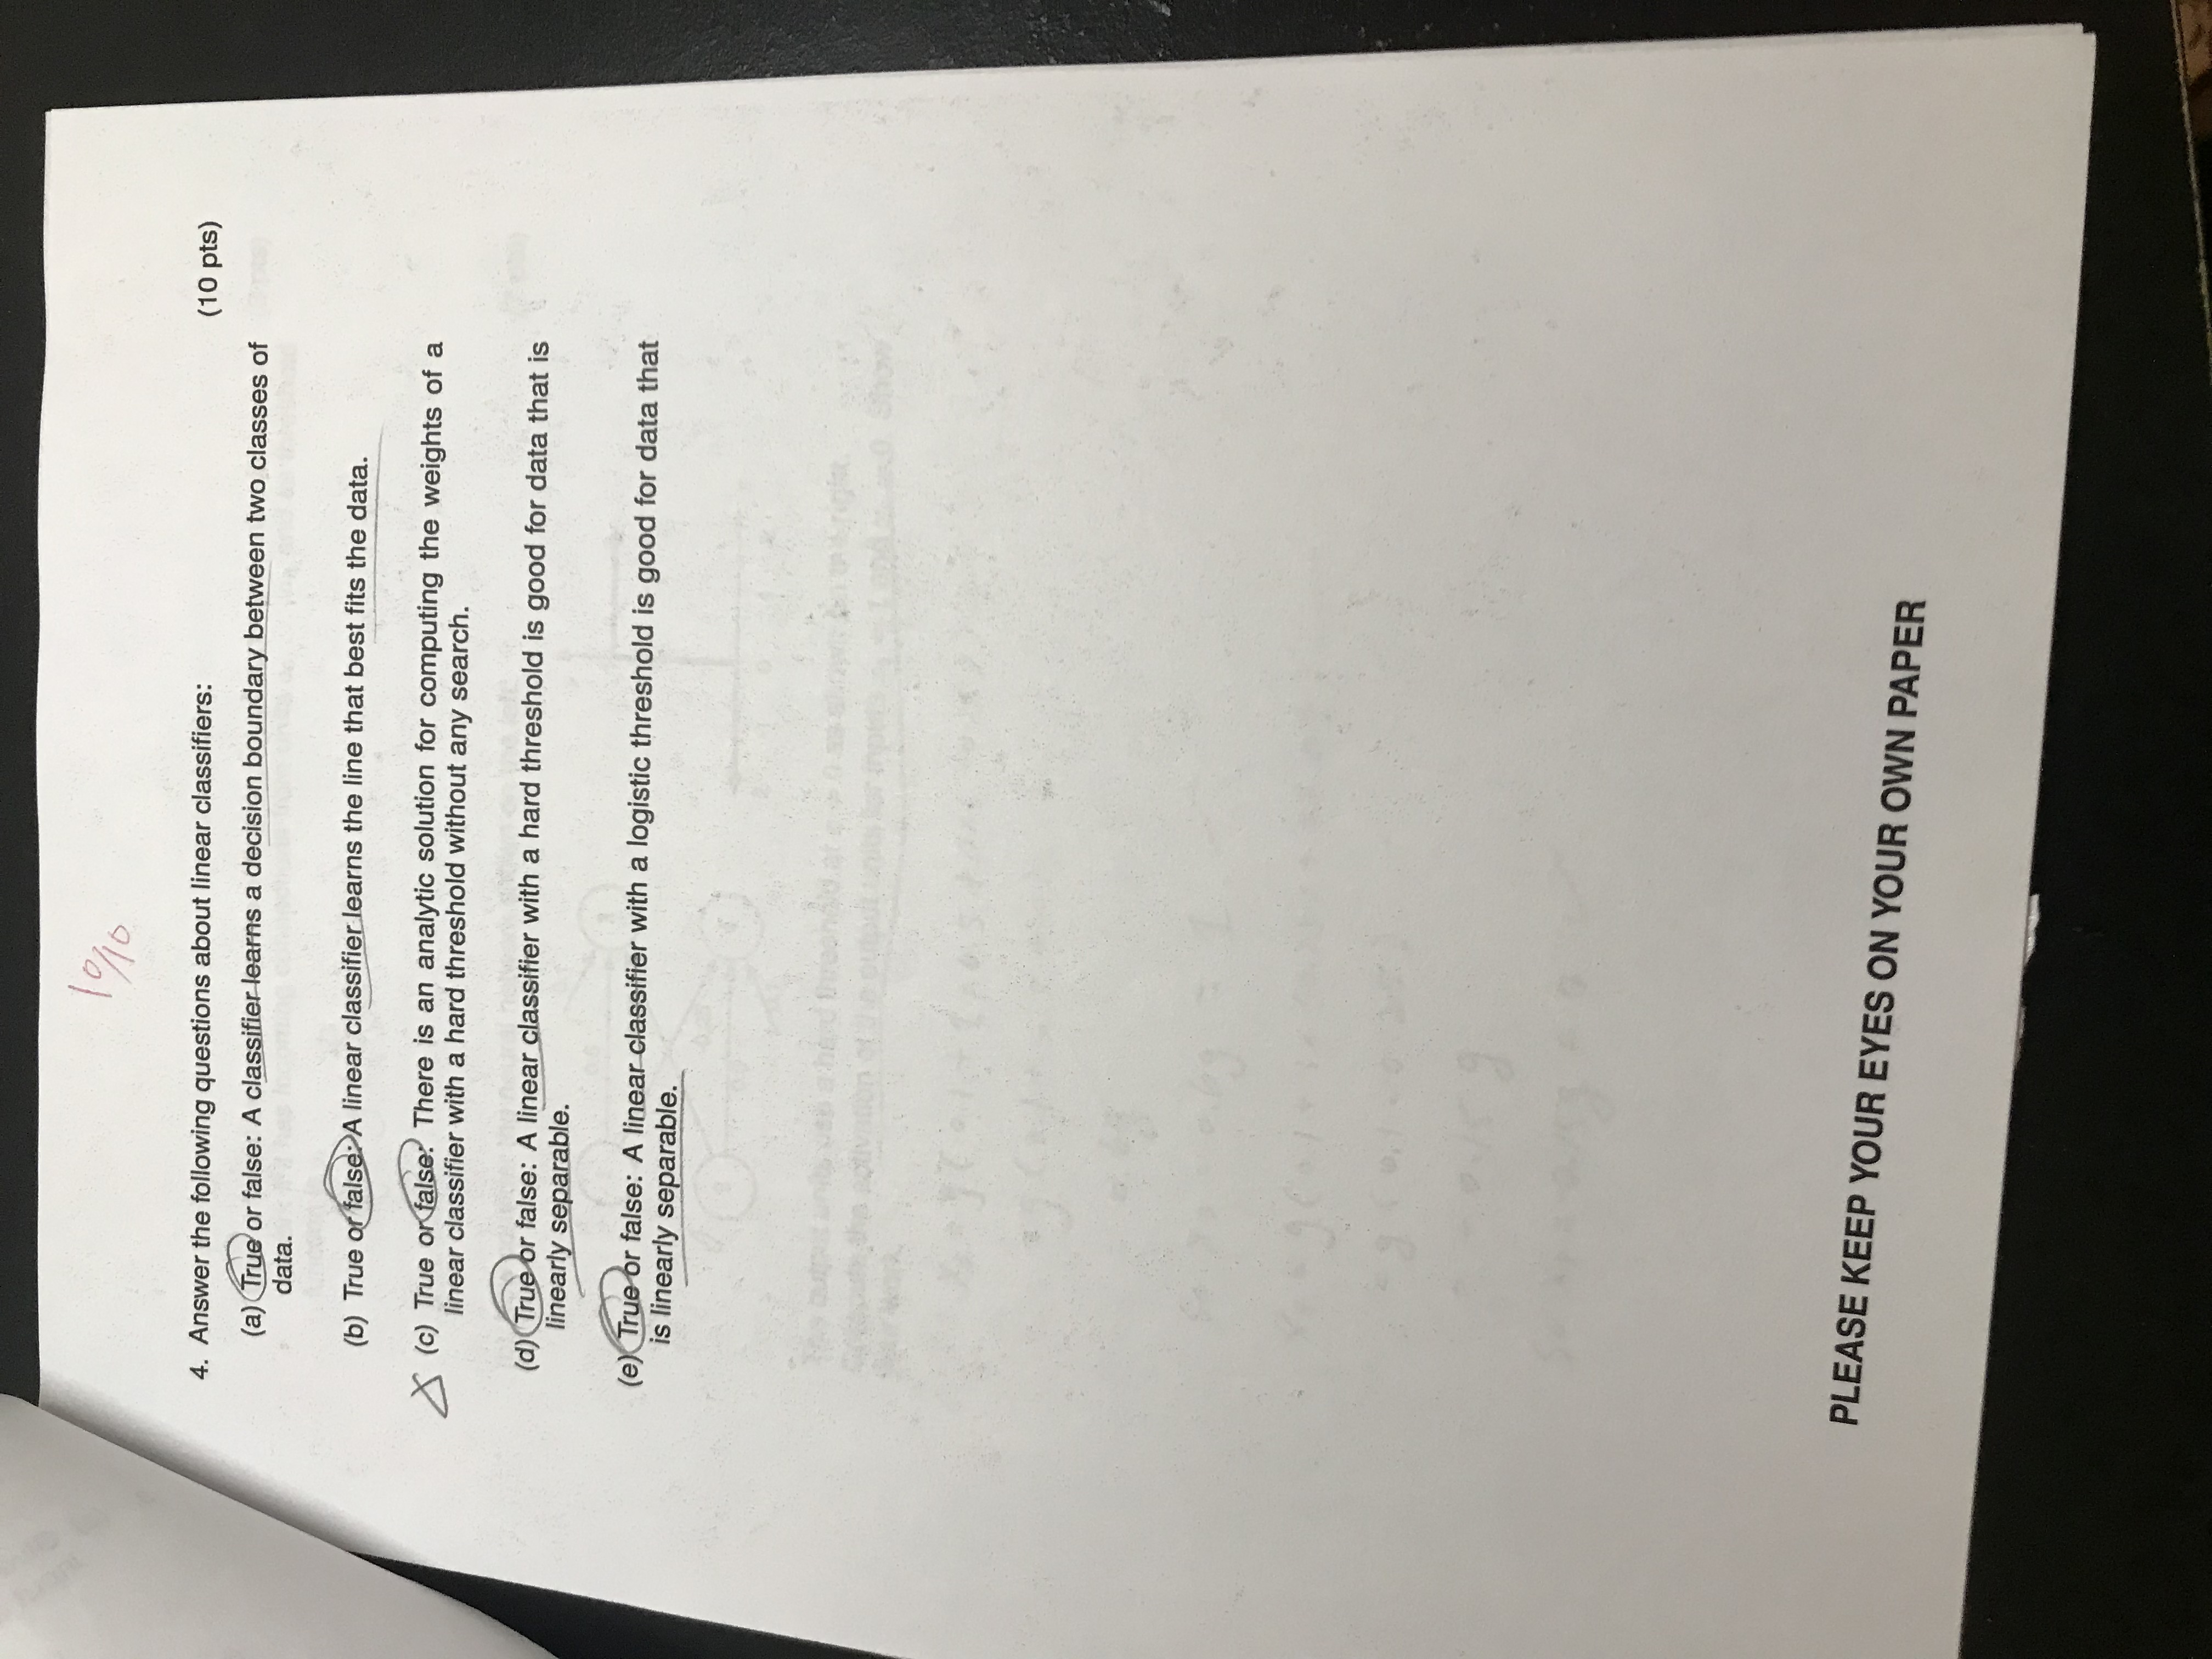 10/10
4. Answer the following questions about linear classifiers: (10 pts)
(a) True or false: A classifier learns a decision boundary between two classes of
data.
(b) True or false: A linear classifier learns the line that best fits the data.
(c) True or false: There is an analytic solution for computing the weights of a
linear classifier with a hard threshold without any search.
(d) True or false: A linear classifier with a hard threshold is good for data that is
linearly separable.
(e) True or false: A linear classifier with a logistic threshold is good for data that
is linearly separable.
PLEASE KEEP YOUR EYES ON YOUR OWN PAPER